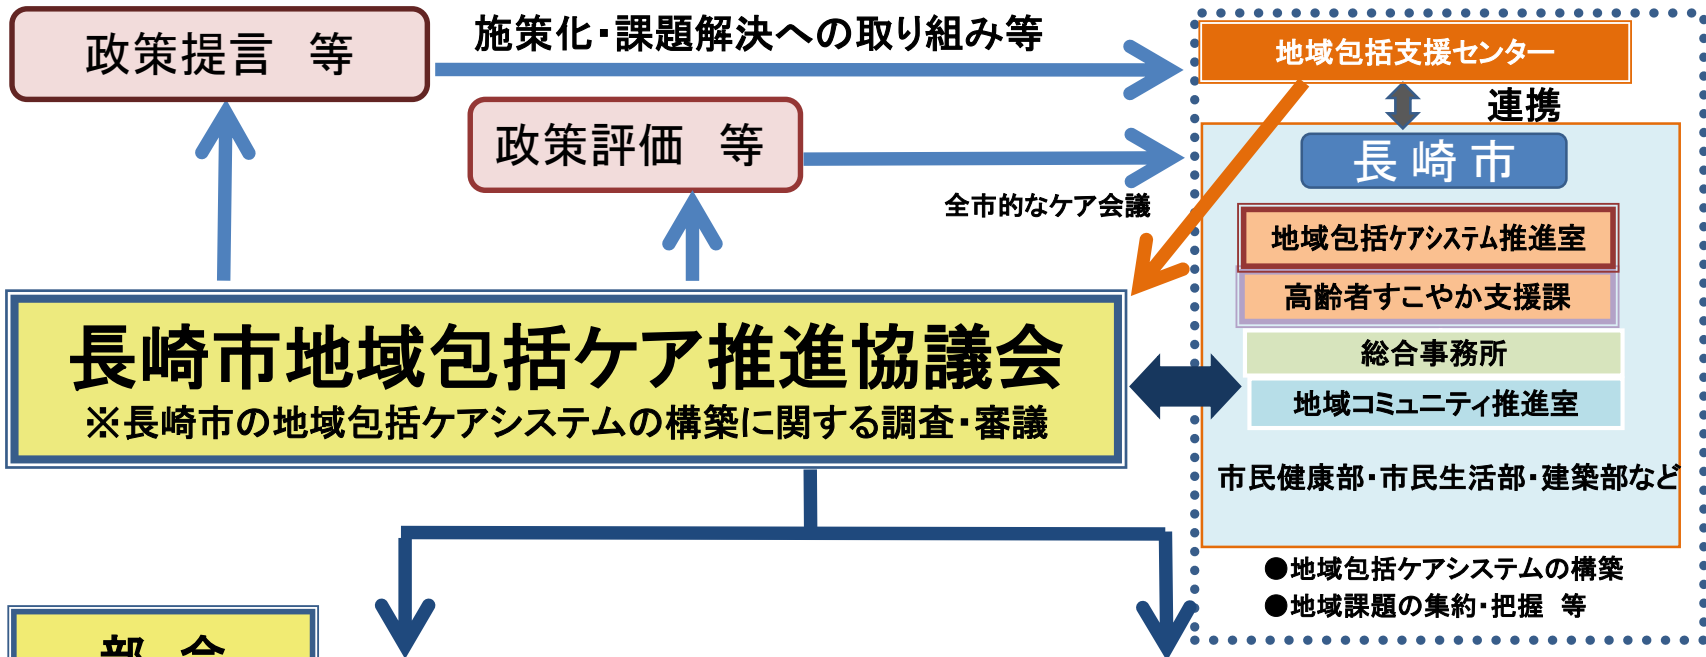 政策提言　等
施策化・課題解決への取り組み等
地域包括支援センター
連携
政策評価　等
長崎市
全市的なケア会議
地域包括ケアシステム推進室
高齢者すこやか支援課
総合事務所
地域コミュニティ推進室
長崎市地域包括ケア推進協議会
※長崎市の地域包括ケアシステムの構築に関する調査・審議
市民健康部・市民生活部・建築部など
●地域包括ケアシステムの構築
●地域課題の集約・把握　等
部　会